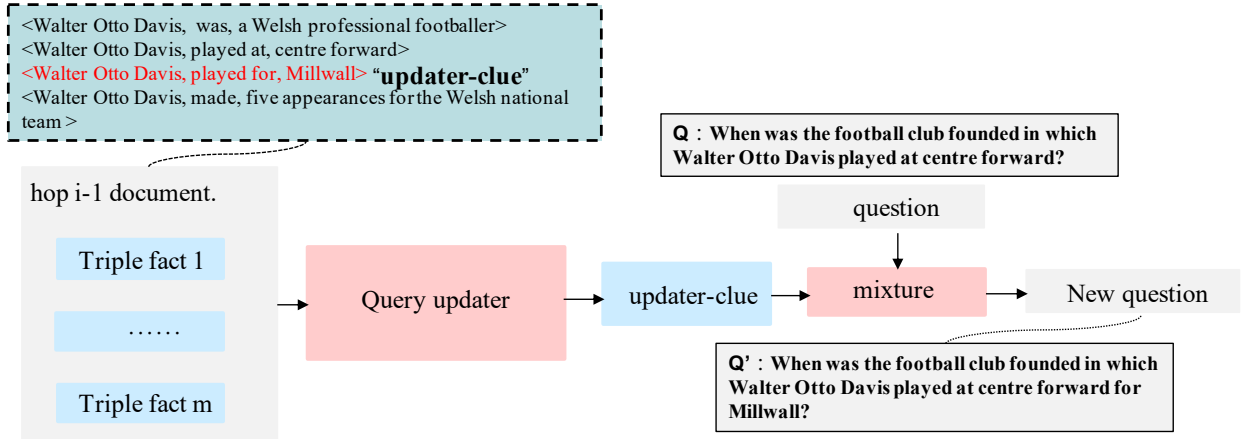 <Walter Otto Davis, was, a Welsh professional footballer>
<Walter Otto Davis, played at, centre forward>
<Walter Otto Davis, played for, Millwall> “updater-clue”
<Walter Otto Davis, made, five appearances for the Welsh national
team >
Q：When was the football club founded in which
Walter Otto Davis played at centre forward?
hop i-1 document.
question
Triple fact 1
Query updater
updater-clue
mixture
New question
……
Triple fact m
Q’：When was the football club founded in which
Walter Otto Davis played at centre forward for
Millwall?